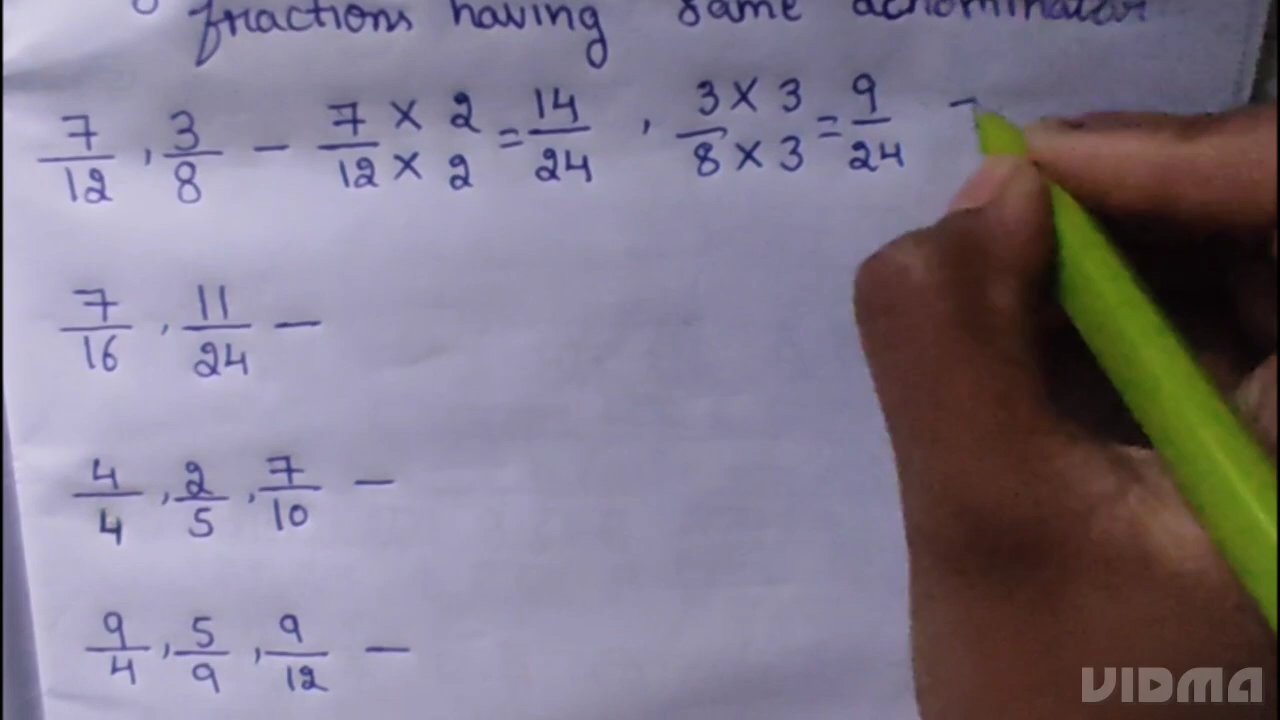 fractions having same denominator
7/12, 3/8 - 7/12 × 2/2 = 14/24, 3/8 × 3/3 = 9/24
7/16, 11/24 -
4/4, 2/5, 7/10 -
9/4, 5/9, 9/12 -
VIDMA